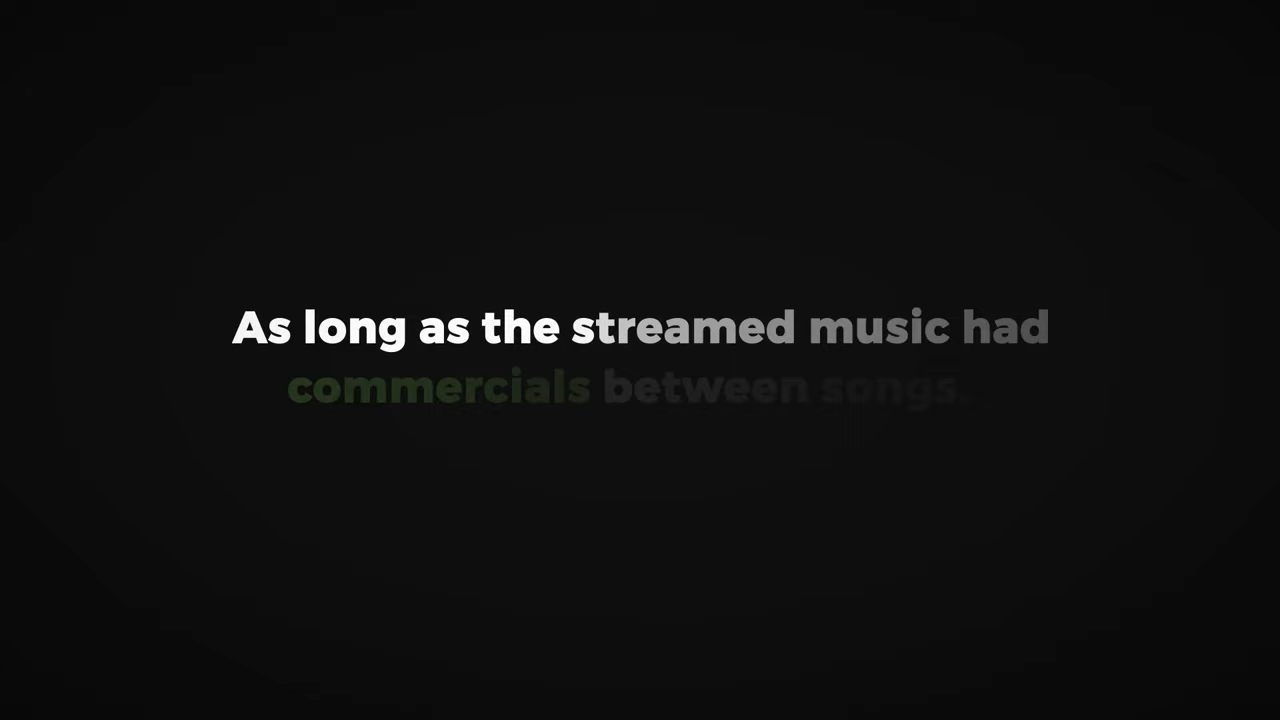 As long as the streamed music had
commercials between songs.